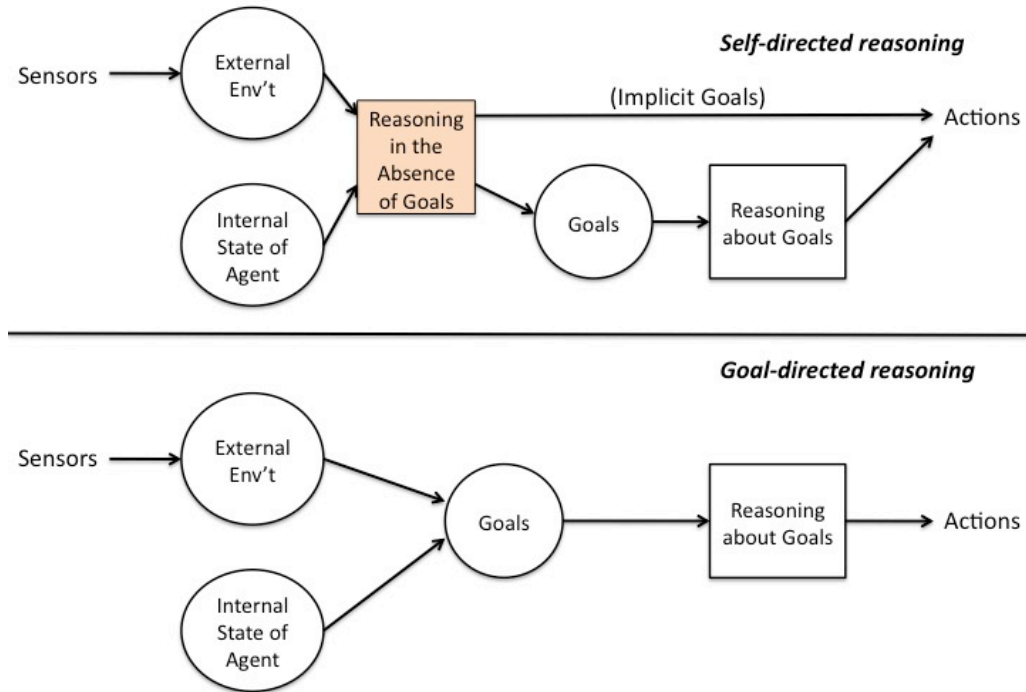 Self-directed reasoning
Sensors
External
Env’t
(Implicit Goals)
Actions
Reasoning
in the
Absence
of Goals
Internal
State of
Agent
Goals
Reasoning
about Goals
Goal-directed reasoning
Sensors
External
Env’t
Goals
Reasoning
about Goals
Actions
Internal
State of
Agent